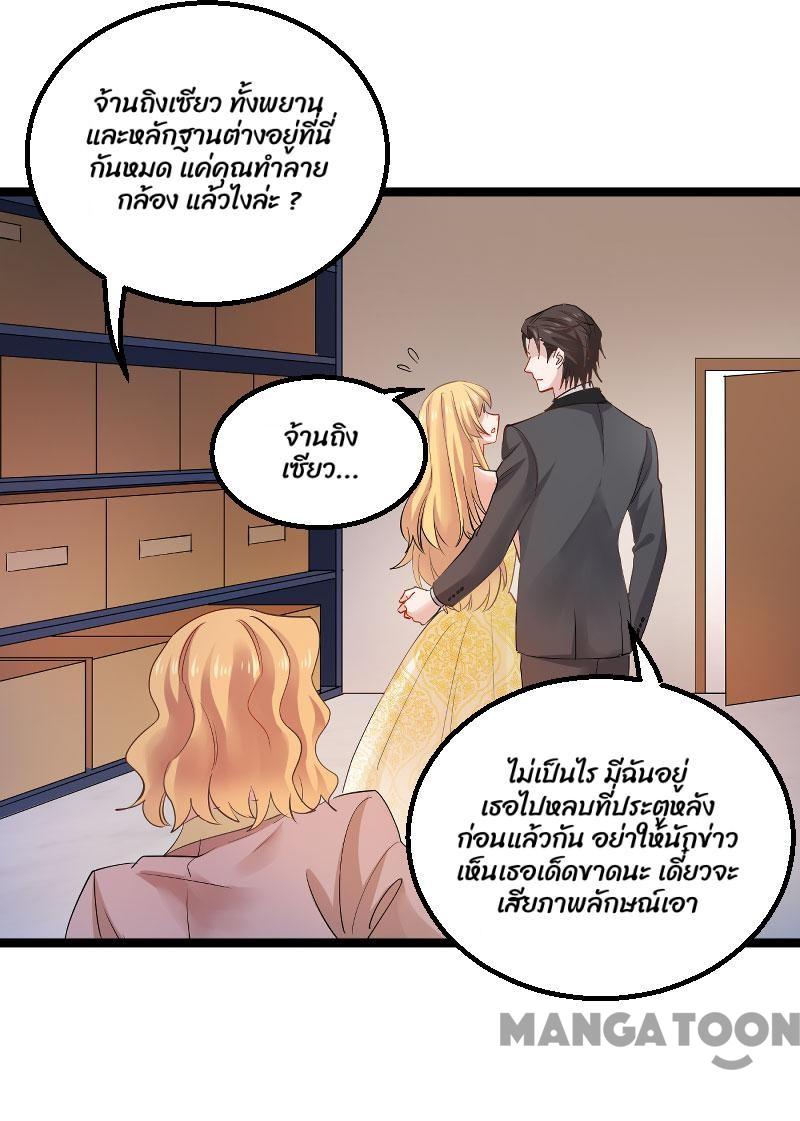 จ้านถิงเซียว ทั้งพยาน
และหลักฐานต่างอยู่ที่นี่
กันหมด แค่คุณทำลาย
กล้อง แล้วไงล่ะ ?
จ้านถิง
เซียว...
ไม่เป็นไร มีฉันอยู่
เธอไปหลบที่ประตูหลัง
ก่อนแล้วกัน อย่าให้นักข่าว
เห็นเธอเด็ดขาดนะ เดี๋ยวจะ
เสียภาพลักษณ์เอา
MANGATOON